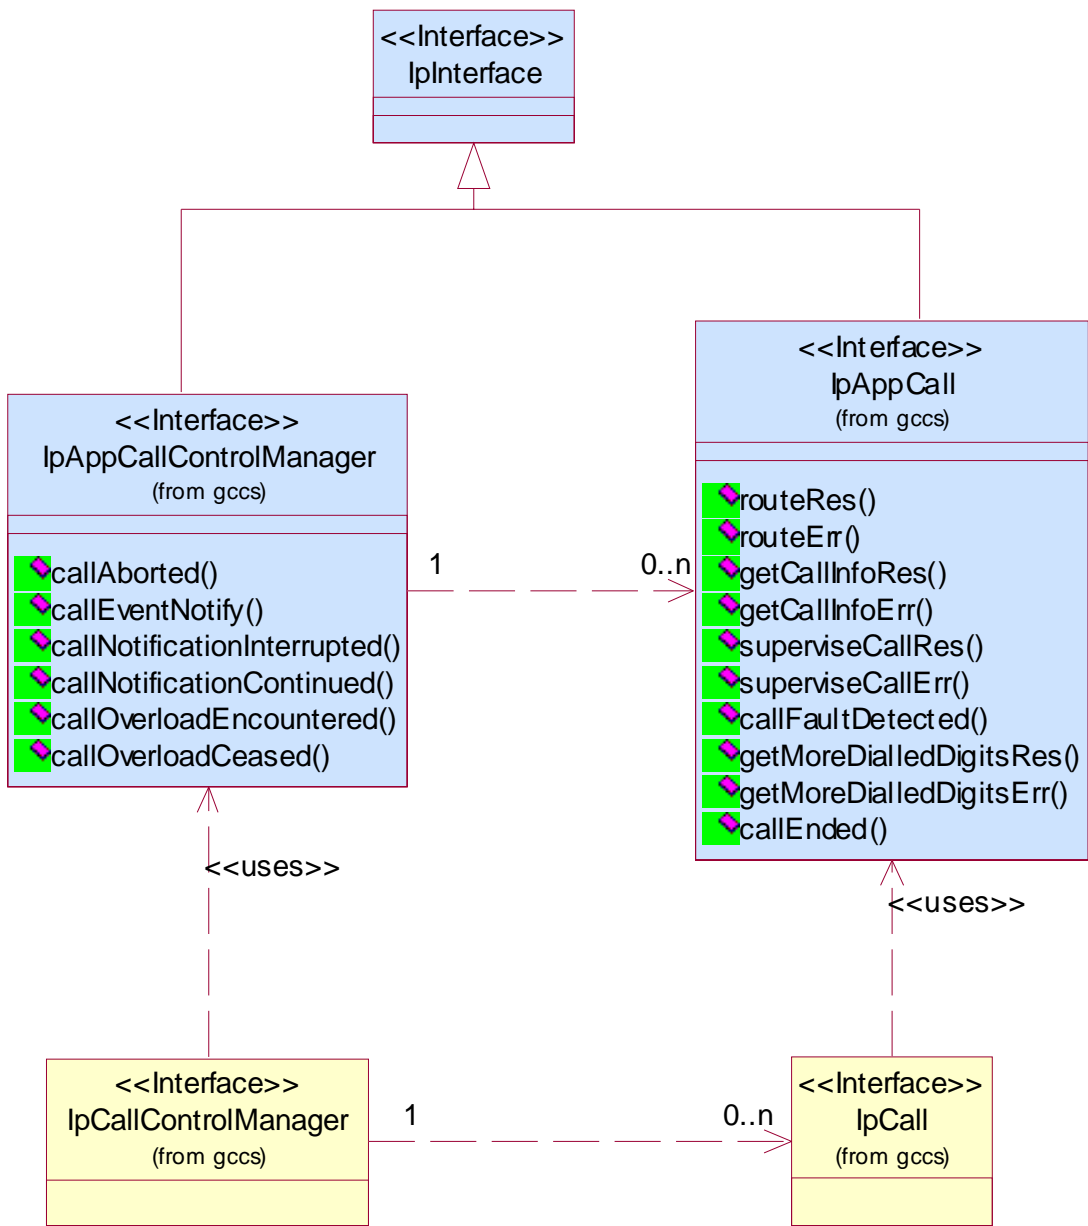 <<Interface>>
IpInterface
<<Interface>>
IpAppCallControlManager
(from gccs)
callAborted()
callEventNotify()
callNotificationInterrupted()
callNotificationContinued()
callOverloadEncountered()
callOverloadCeased()
<<Interface>>
IpAppCall
(from gccs)
routeRes()
routeErr()
getCallInfoRes()
getCallInfoErr()
superviseCallRes()
superviseCallErr()
callFaultDetected()
getMoreDialledDigitsRes()
getMoreDialledDigitsErr()
callEnded()
1
0..n
<<uses>>
<<uses>>
<<Interface>>
IpCallControlManager
(from gccs)
1
0..n
<<Interface>>
IpCall
(from gccs)